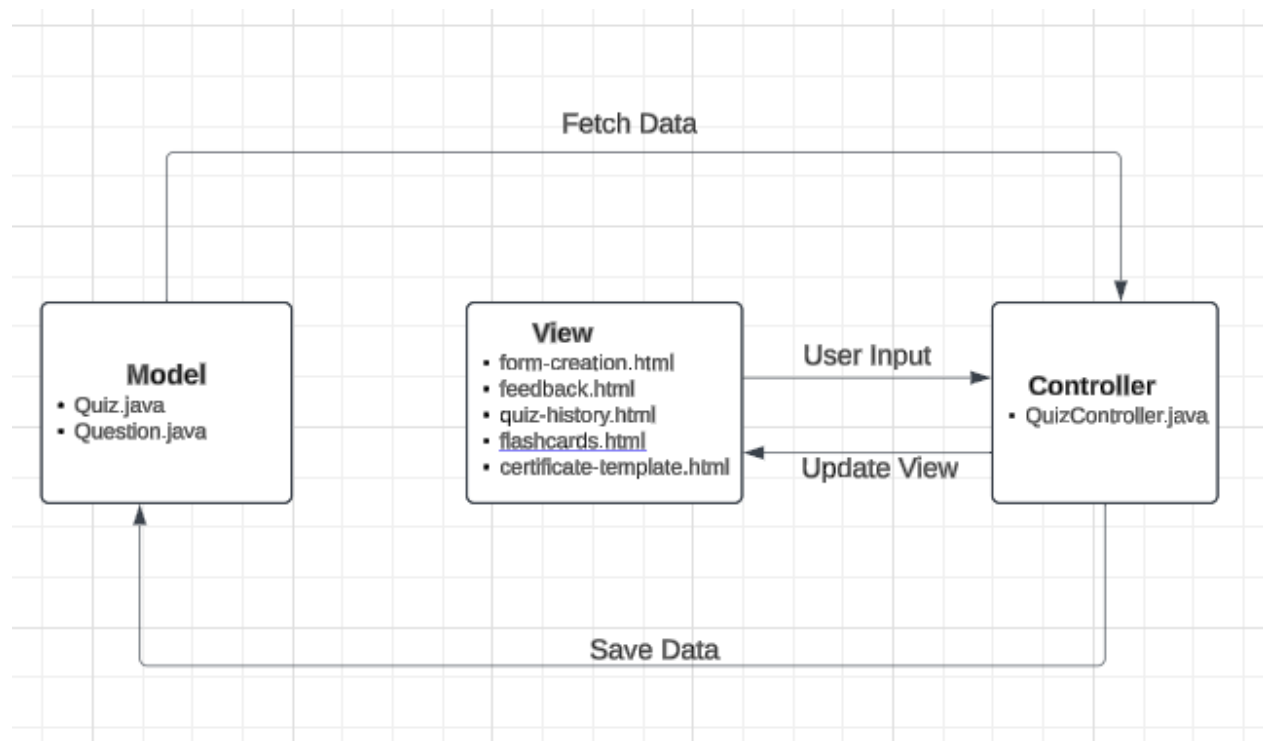 Fetch Data
Model
▪ Quiz.java
▪ Question.java
View
▪ form-creation.html
▪ feedback.html
▪ quiz-history.html
▪ flashcards.html
▪ certificate-template.html
User Input
Update View
Controller
▪ QuizController.java
Save Data